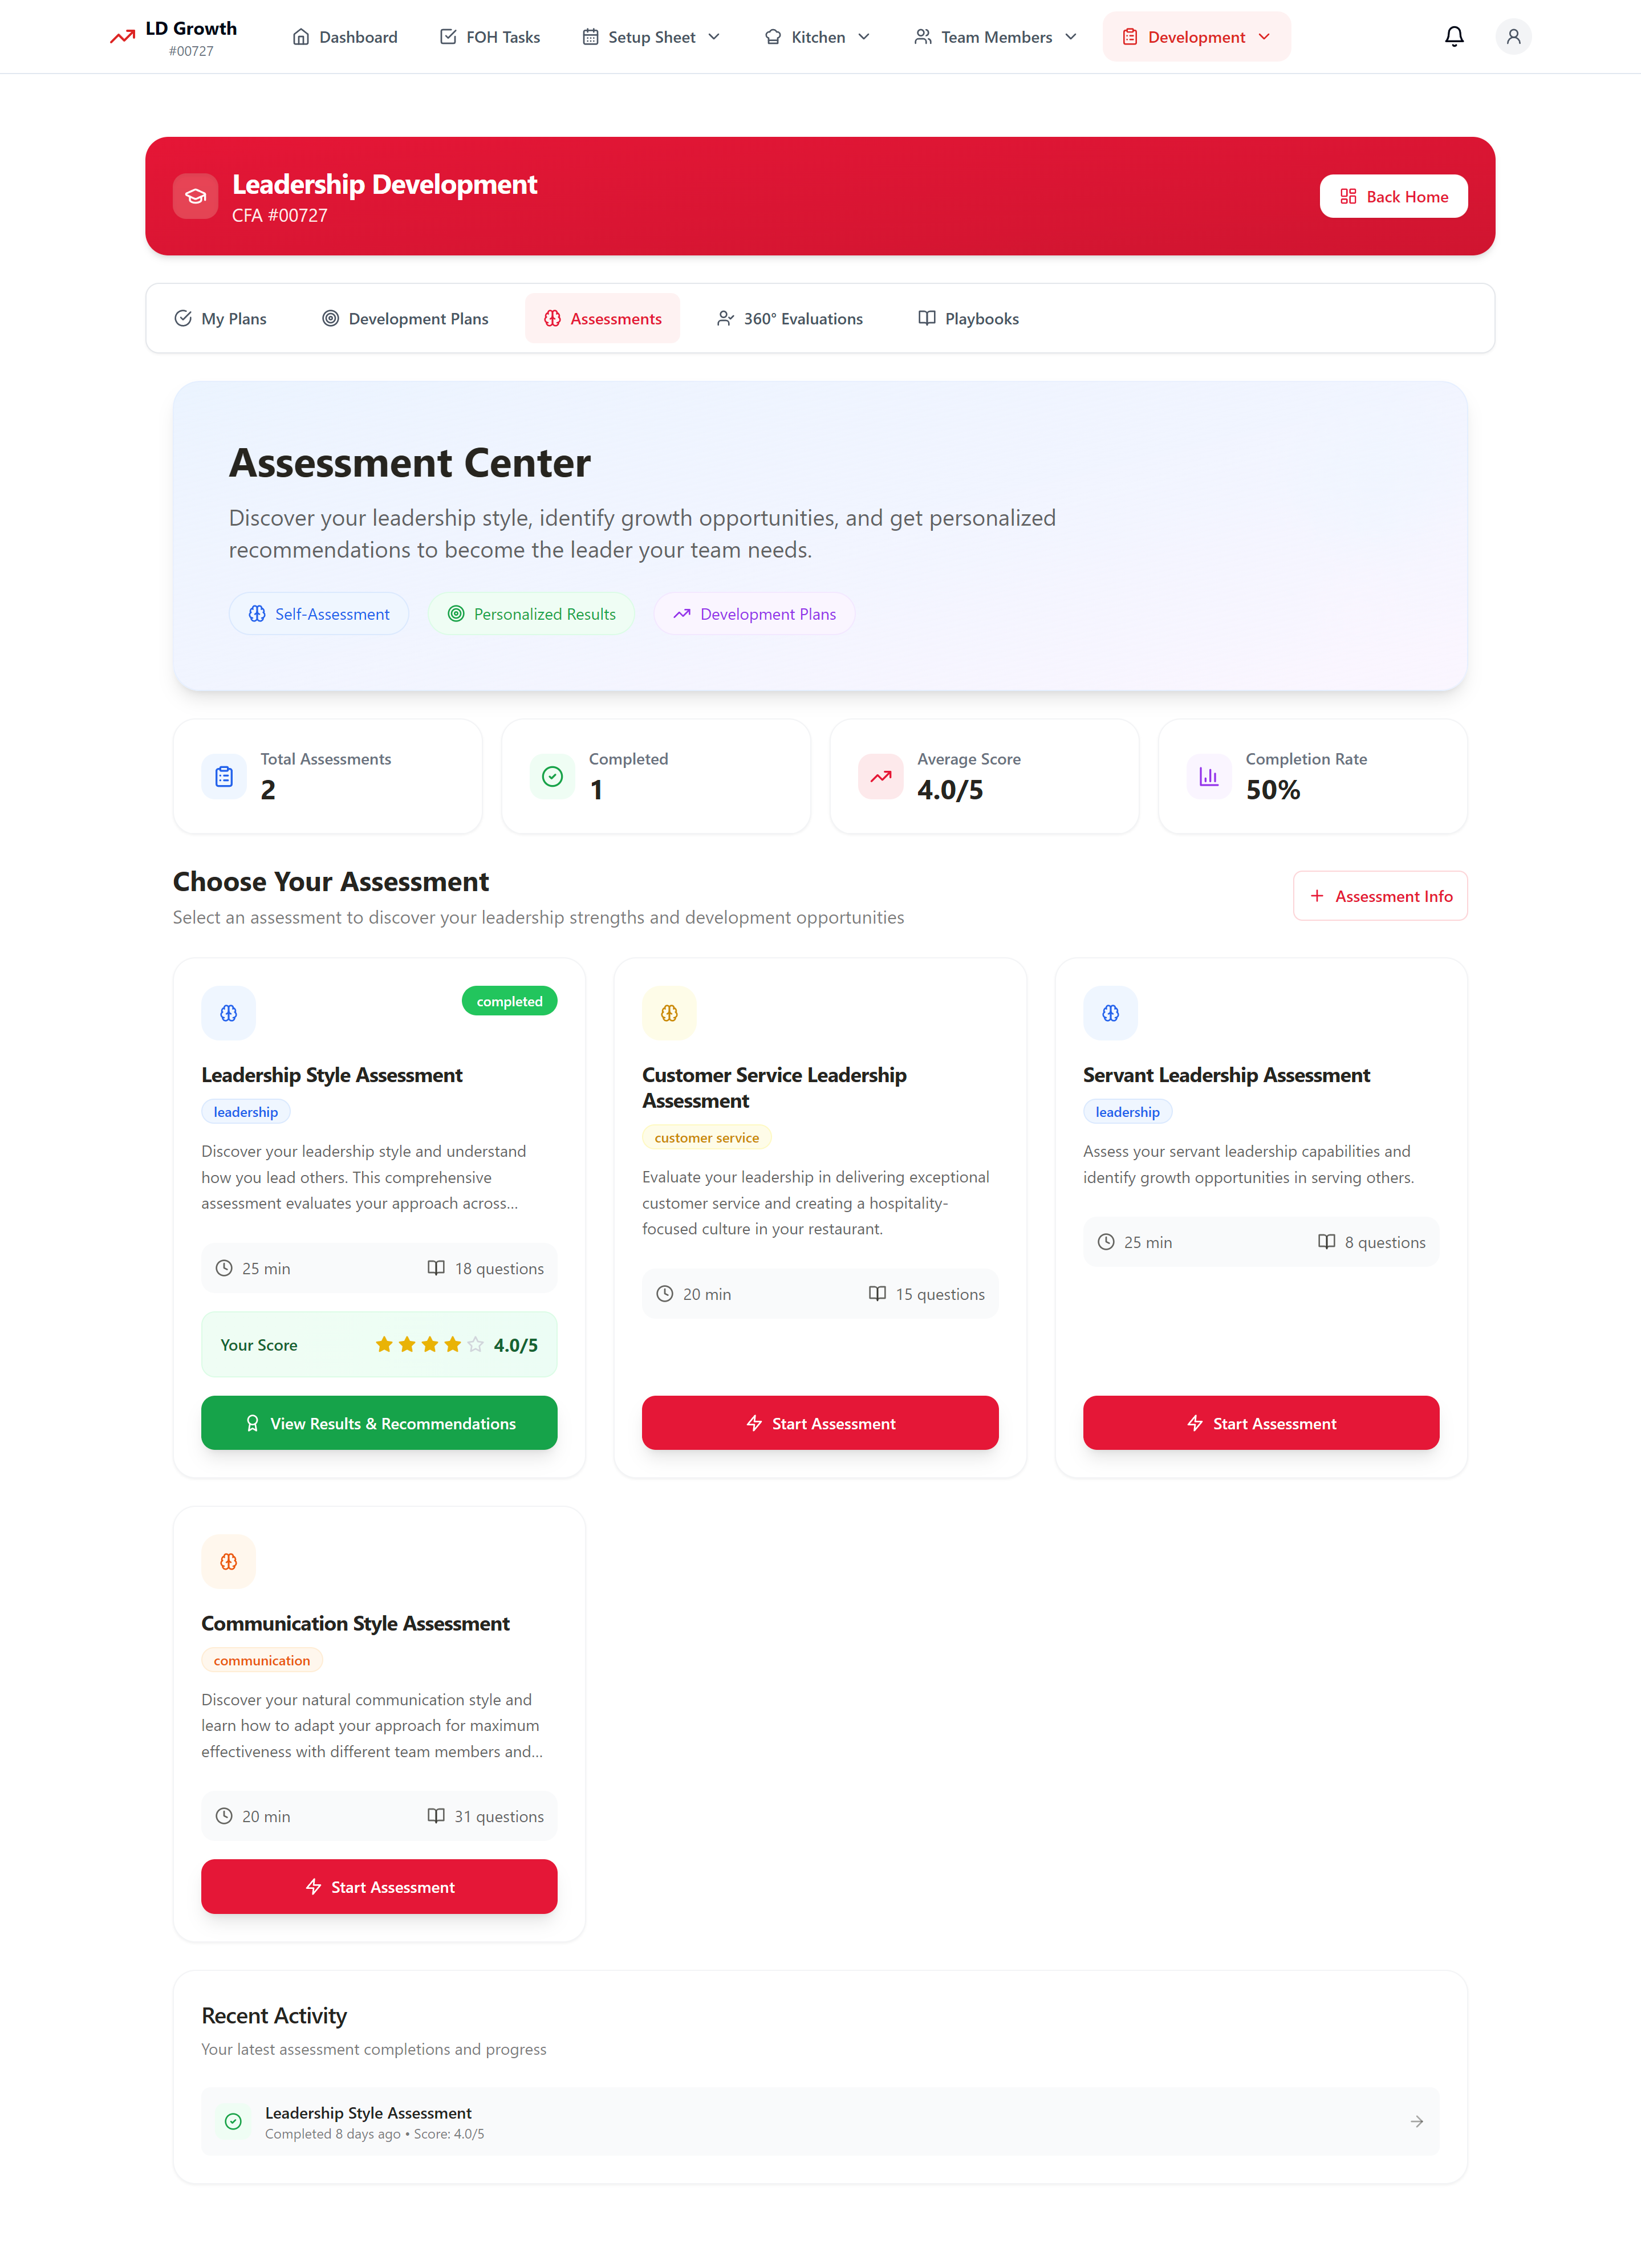 LD Growth
#00727
Dashboard
FOH Tasks
Setup Sheet
Kitchen
Team Members
Development
Leadership Development
CFA #00727
Back Home
My Plans
Development Plans
Assessments
360° Evaluations
Playbooks
Assessment Center
Discover your leadership style, identify growth opportunities, and get personalized
recommendations to become the leader your team needs.
Self-Assessment
Personalized Results
Development Plans
Total Assessments
2
Completed
1
Average Score
4.0/5
Completion Rate
50%
Choose Your Assessment
Select an assessment to discover your leadership strengths and development opportunities
Assessment Info
completed
Leadership Style Assessment
leadership
Discover your leadership style and understand
how you lead others. This comprehensive
assessment evaluates your approach across...
25 min
18 questions
Your Score
4.0/5
View Results & Recommendations
Customer Service Leadership
Assessment
customer service
Evaluate your leadership in delivering exceptional
customer service and creating a hospitality-
focused culture in your restaurant.
20 min
15 questions
Start Assessment
Servant Leadership Assessment
leadership
Assess your servant leadership capabilities and
identify growth opportunities in serving others.
25 min
8 questions
Start Assessment
Communication Style Assessment
communication
Discover your natural communication style and
learn how to adapt your approach for maximum
effectiveness with different team members and...
20 min
31 questions
Start Assessment
Recent Activity
Your latest assessment completions and progress
Leadership Style Assessment
Completed 8 days ago • Score: 4.0/5